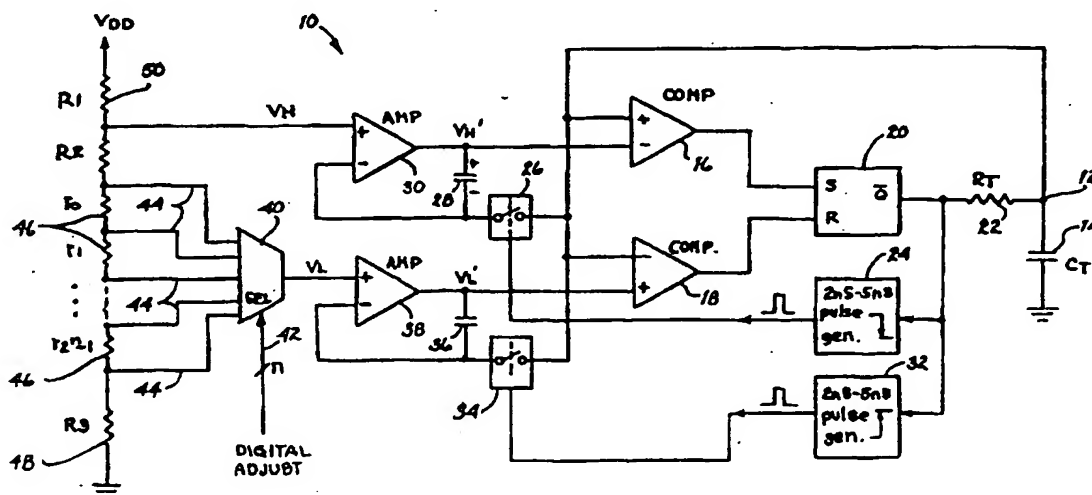 VDD
10
50
R1
VH
AMP
VH'
COMP
+
-
30
28
+
-
26
+
-
16
20
S
Q
R
RT
22
12
14
CT
R2
44
r0
46
r1
40
SEL
VL
AMP
VL'
COMP.
+
-
38
36
-
+
18
24
2nS-5nS
pulse
gen.
44
44
r2n-1
46
42
n
34
32
2nS-5nS
pulse
gen.
R3
48
DIGITAL
ADJUST